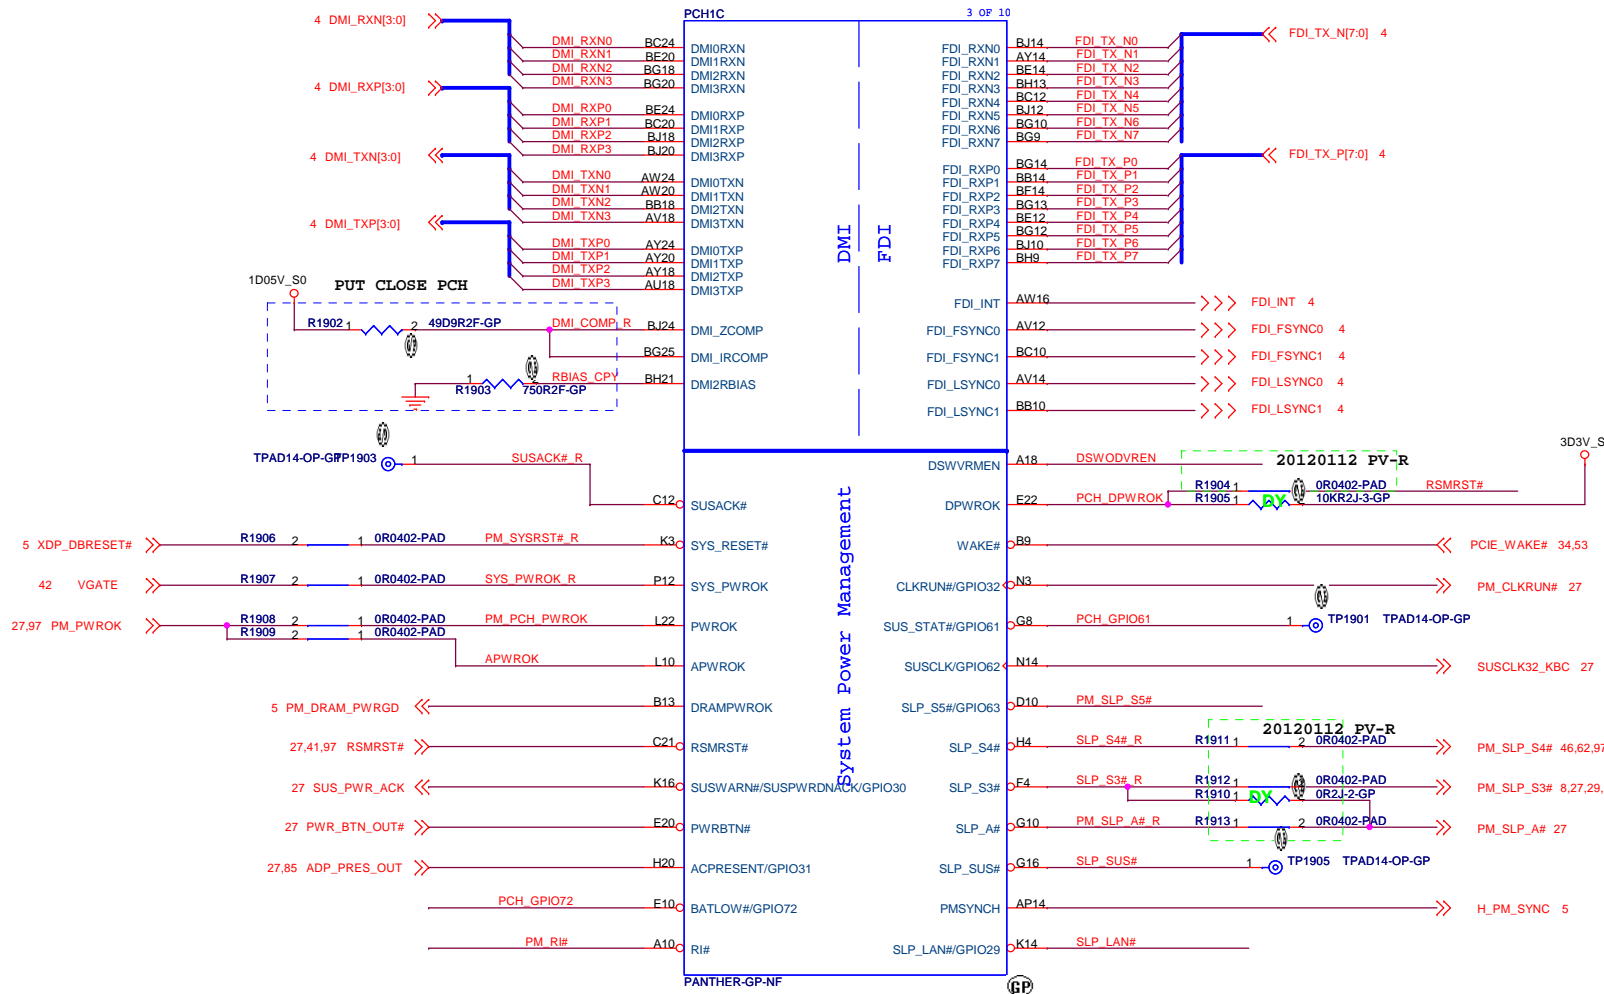 PCH1C 3 OF 10
4 DMI_RXN[3:0]
DMI_RXN0 BC24 DMI0RXN
DMI_RXN1 BE20 DMI1RXN
DMI_RXN2 BG18 DMI2RXN
DMI_RXN3 BG20 DMI3RXN
4 DMI_RXP[3:0]
DMI_RXP0 BE24 DMI0RXP
DMI_RXP1 BC20 DMI1RXP
DMI_RXP2 BJ18 DMI2RXP
DMI_RXP3 BJ20 DMI3RXP
4 DMI_TXN[3:0]
DMI_TXN0 AW24 DMI0TXN
DMI_TXN1 AW20 DMI1TXN
DMI_TXN2 BB18 DMI2TXN
DMI_TXN3 AV18 DMI3TXN
4 DMI_TXP[3:0]
DMI_TXP0 AY24 DMI0TXP
DMI_TXP1 AY20 DMI1TXP
DMI_TXP2 AY18 DMI2TXP
DMI_TXP3 AU18 DMI3TXP
1D05V_S0 PUT CLOSE PCH
R1902 1 2 49D9R2F-GP DMI_COMP_R BJ24 DMI_ZCOMP
BG25 DMI_IRCOMP
R1903 1 2 750R2F-GP RBIAS_CPY BH21 DMI2RBIAS
DMI
FDI
FDI_RXN0 BJ14 FDI_TX_N0
FDI_RXN1 AY14 FDI_TX_N1
FDI_RXN2 BE14 FDI_TX_N2
FDI_RXN3 BH13 FDI_TX_N3
FDI_RXN4 BC12 FDI_TX_N4
FDI_RXN5 BJ12 FDI_TX_N5
FDI_RXN6 BG10 FDI_TX_N6
FDI_RXN7 BG9 FDI_TX_N7
FDI_TX_N[7:0] 4
FDI_RXP0 BG14 FDI_TX_P0
FDI_RXP1 BB14 FDI_TX_P1
FDI_RXP2 BF14 FDI_TX_P2
FDI_RXP3 BG13 FDI_TX_P3
FDI_RXP4 BE12 FDI_TX_P4
FDI_RXP5 BG12 FDI_TX_P5
FDI_RXP6 BJ10 FDI_TX_P6
FDI_RXP7 BH9 FDI_TX_P7
FDI_TX_P[7:0] 4
FDI_INT AW16 FDI_INT 4
FDI_FSYNC0 AV12 FDI_FSYNC0 4
FDI_FSYNC1 BC10 FDI_FSYNC1 4
FDI_LSYNC0 AV14 FDI_LSYNC0 4
FDI_LSYNC1 BB10 FDI_LSYNC1 4
System Power Management
TPAD14-OP-GP TP1903 1 SUSACK#_R C12 SUSACK#
5 XDP_DBRESET# R1906 2 1 0R0402-PAD PM_SYSRST#_R K3 SYS_RESET#
42 VGATE R1907 2 1 0R0402-PAD SYS_PWROK_R P12 SYS_PWROK
27,97 PM_PWROK R1908 2 1 0R0402-PAD PM_PCH_PWROK L22 PWROK
R1909 2 1 0R0402-PAD
APWROK L10 APWROK
5 PM_DRAM_PWRGD B13 DRAMPWROK
27,41,97 RSMRST# C21 RSMRST#
27 SUS_PWR_ACK K16 SUSWARN#/SUSPWRDNACK/GPIO30
27 PWR_BTN_OUT# E20 PWRBTN#
27,85 ADP_PRES_OUT H20 ACPRESENT/GPIO31
PCH_GPIO72 E10 BATLOW#/GPIO72
PM_RI# A10 RI#
3D3V_S
DSWVRMEN A18 DSWODVREN
20120112 PV-R
R1904 1 0R0402-PAD RSMRST#
DPWROK E22 PCH_DPWROK R1905 1 DY 2 10KR2J-3-GP
WAKE# B9 PCIE_WAKE# 34,53
CLKRUN#/GPIO32 N3 PM_CLKRUN# 27
SUS_STAT#/GPIO61 G8 PCH_GPIO61 1 TP1901 TPAD14-OP-GP
SUSCLK/GPIO62 N14 SUSCLK32_KBC 27
SLP_S5#/GPIO63 D10 PM_SLP_S5#
20120112 PV-R
SLP_S4# H4 SLP_S4#_R R1911 1 2 0R0402-PAD PM_SLP_S4# 46,62,97
SLP_S3# F4 SLP_S3#_R R1912 1 0R0402-PAD PM_SLP_S3# 8,27,29,
R1910 1 DY 2 0R2J-2-GP
SLP_A# G10 PM_SLP_A#_R R1913 1 2 0R0402-PAD PM_SLP_A# 27
SLP_SUS# G16 SLP_SUS# 1 TP1905 TPAD14-OP-GP
PMSYNCH AP14 H_PM_SYNC 5
SLP_LAN#/GPIO29 K14 SLP_LAN#
PANTHER-GP-NF
GP